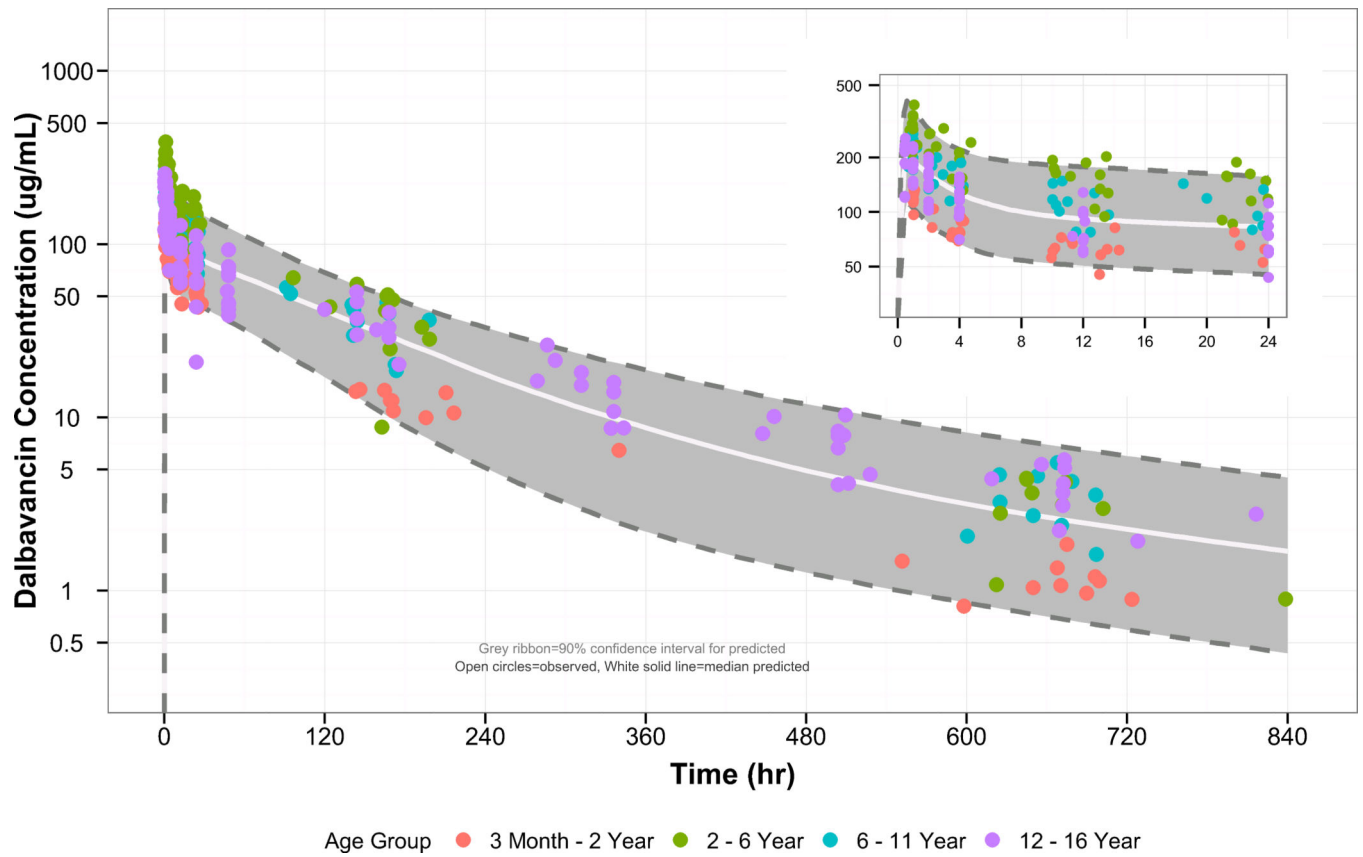 Dalbavancin Concentration (ug/mL)
1000
500
100
50
10
5
1
0.5
500
200
100
50
0 4 8 12 16 20 24
Grey ribbon=90% confidence interval for predicted
Open circles=observed, White solid line=median predicted
0 120 240 360 480 600 720 840
Time (hr)
Age Group 3 Month - 2 Year 2 - 6 Year 6 - 11 Year 12 - 16 Year